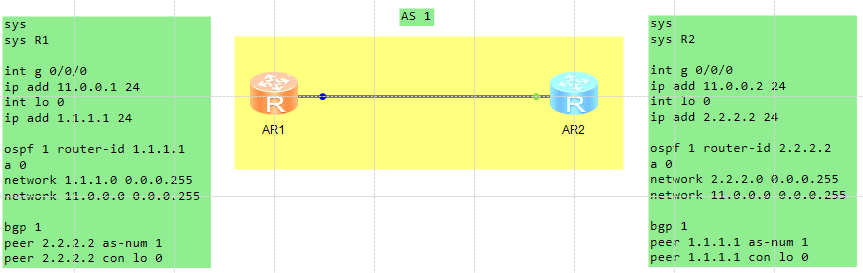 AS 1
sys
sys R1
int g 0/0/0
ip add 11.0.0.1 24
int lo 0
ip add 1.1.1.1 24
ospf 1 router-id 1.1.1.1
a 0
network 1.1.1.0 0.0.0.255
network 11.0.0.0 0.0.0.255
bgp 1
peer 2.2.2.2 as-num 1
peer 2.2.2.2 con lo 0
R
AR1
R
AR2
sys
sys R2
int g 0/0/0
ip add 11.0.0.2 24
int lo 0
ip add 2.2.2.2 24
ospf 1 router-id 2.2.2.2
a 0
network 2.2.2.0 0.0.0.255
network 11.0.0.0 0.0.0.255
bgp 1
peer 1.1.1.1 as-num 1
peer 1.1.1.1 con lo 0